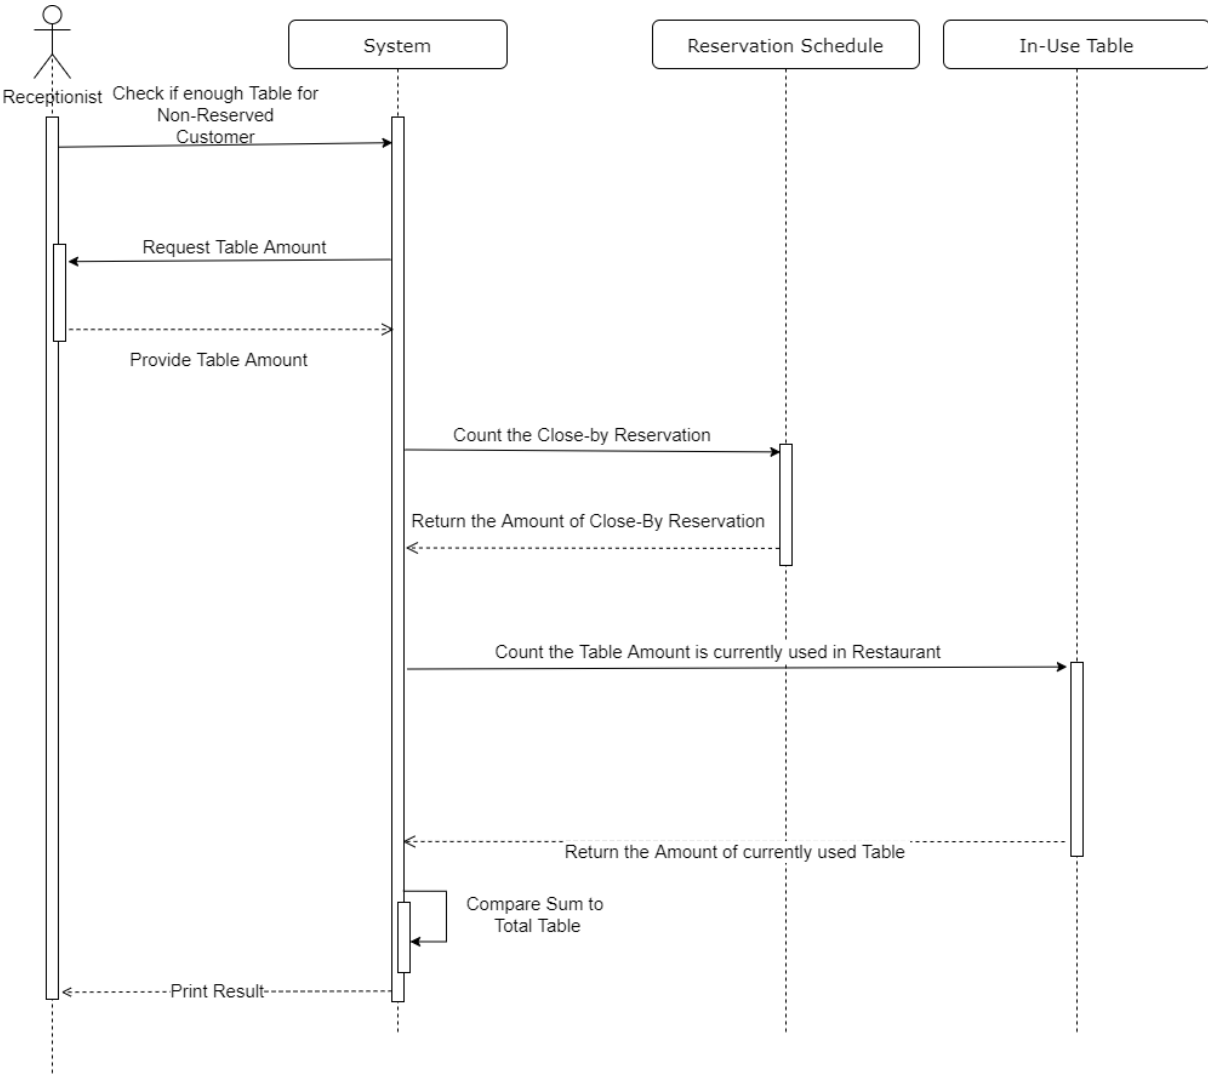 System
Reservation Schedule
In-Use Table
Receptionist
Check if enough Table for
Non-Reserved
Customer
Request Table Amount
Provide Table Amount
Count the Close-by Reservation
Return the Amount of Close-By Reservation
Count the Table Amount is currently used in Restaurant
Return the Amount of currently used Table
Compare Sum to
Total Table
Print Result